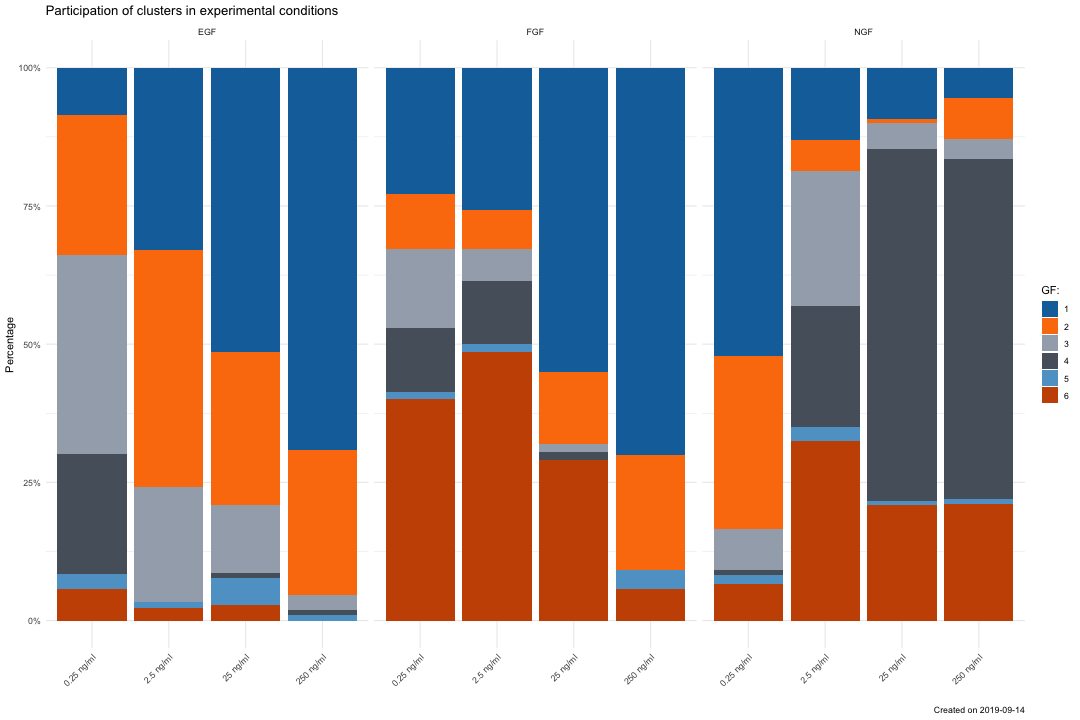 Participation of clusters in experimental conditions
EGF
FGF
NGF
100%
75%
50%
25%
0%
Percentage
0.25 ng/ml
2.5 ng/ml
25 ng/ml
250 ng/ml
0.25 ng/ml
2.5 ng/ml
25 ng/ml
250 ng/ml
0.25 ng/ml
2.5 ng/ml
25 ng/ml
250 ng/ml
GF:
1
2
3
4
5
6
Created on 2019-09-14